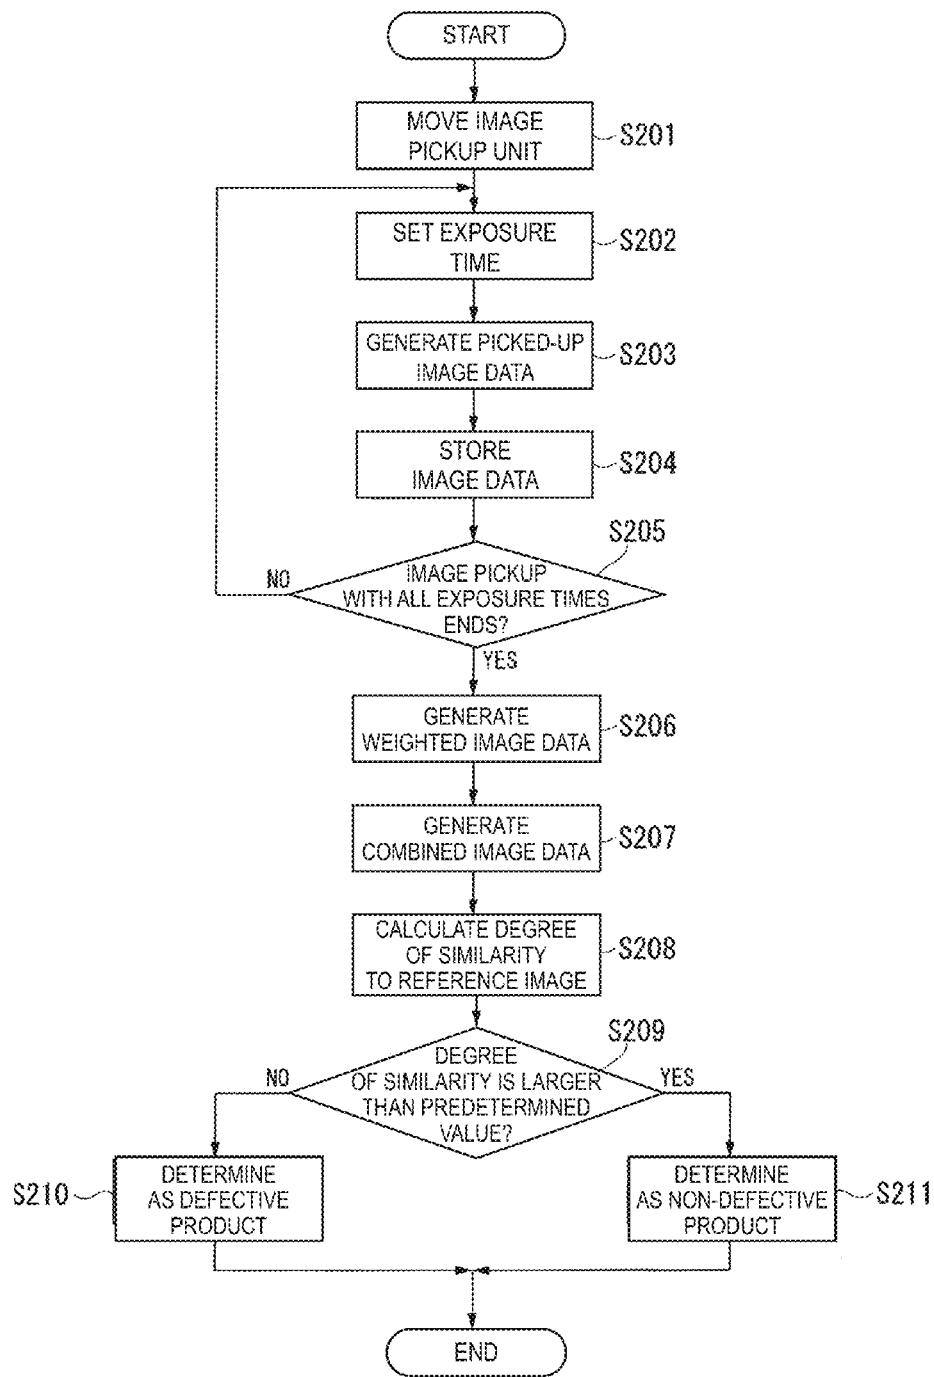 START
MOVE IMAGE
PICKUP UNIT
S201
SET EXPOSURE
TIME
S202
GENERATE PICKED-UP
IMAGE DATA
S203
STORE
IMAGE DATA
S204
S205
NO
IMAGE PICKUP
WITH ALL EXPOSURE TIMES
ENDS?
YES
GENERATE
WEIGHTED IMAGE DATA
S206
GENERATE
COMBINED IMAGE DATA
S207
CALCULATE DEGREE
OF SIMILARITY
TO REFERENCE IMAGE
S208
S209
NO
DEGREE
OF SIMILARITY IS LARGER
THAN PREDETERMINED
VALUE?
YES
S210
DETERMINE
AS DEFECTIVE
PRODUCT
DETERMINE
AS NON-DEFECTIVE
PRODUCT
S211
END